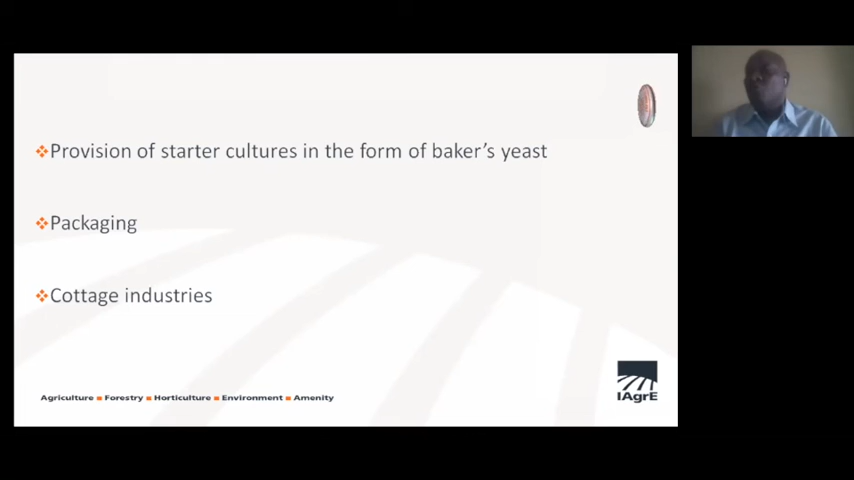 ❖Provision of starter cultures in the form of baker’s yeast
❖Packaging
❖Cottage industries
Agriculture ■ Forestry ■ Horticulture ■ Environment ■ Amenity
IAgrE